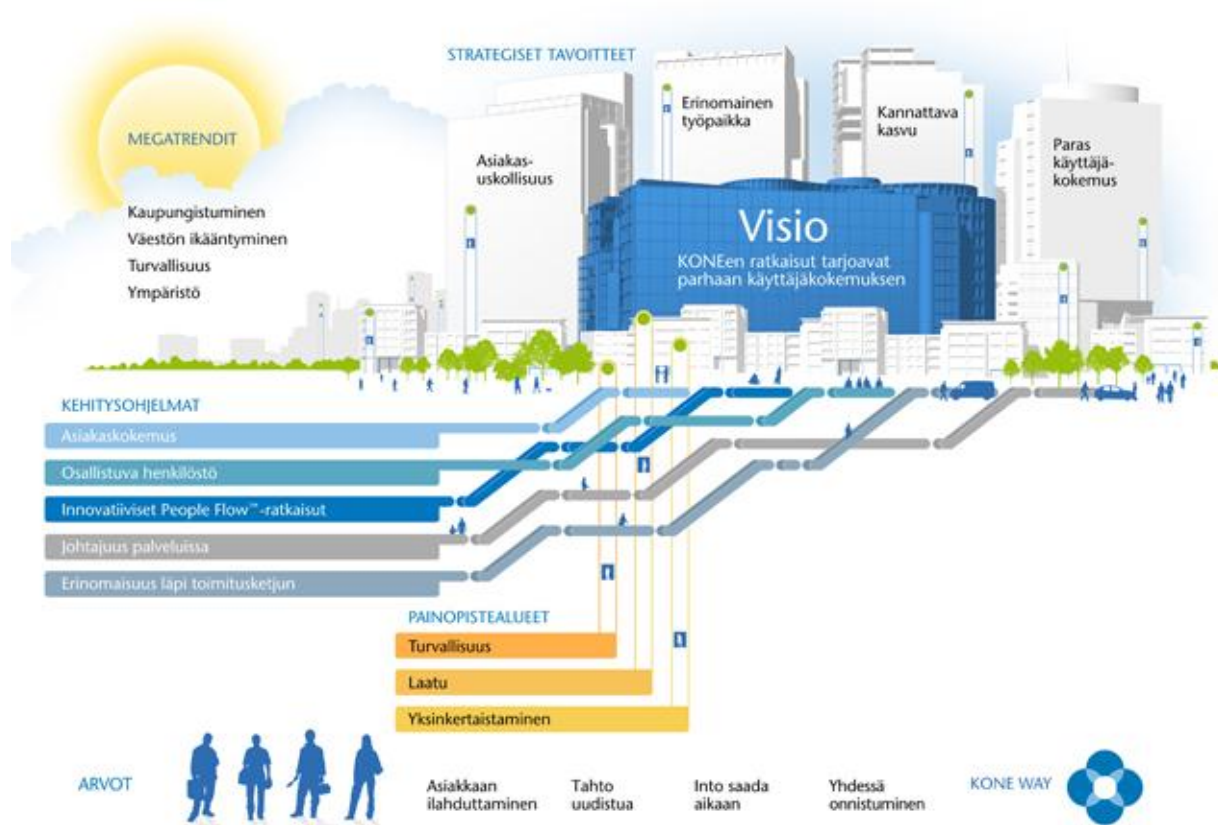 STRATEGISET TAVOITTEET
MEGATRENDIT
Kaupungistuminen
Väestön ikääntyminen
Turvallisuus
Ympäristö
Asiakas-
uskollisuus
Erinomainen
työpaikka
Kannattava
kasvu
Paras
käyttäjä-
kokemus
Visio
KONEen ratkaisut tarjoavat
parhaan käyttäjäkokemuksen
KEHITYSOHJELMAT
Asiakaskokemus
Osallistuva henkilöstö
Innovatiiviset People Flow™-ratkaisut
Johtajuus palveluissa
Erinomaisuus läpi toimitusketjun
PAINOPISTEALUEET
Turvallisuus
Laatu
Yksinkertaistaminen
ARVOT
Asiakkaan
ilahduttaminen
Tahto
uudistua
Into saada
aikaan
Yhdessä
onnistuminen
KONE WAY